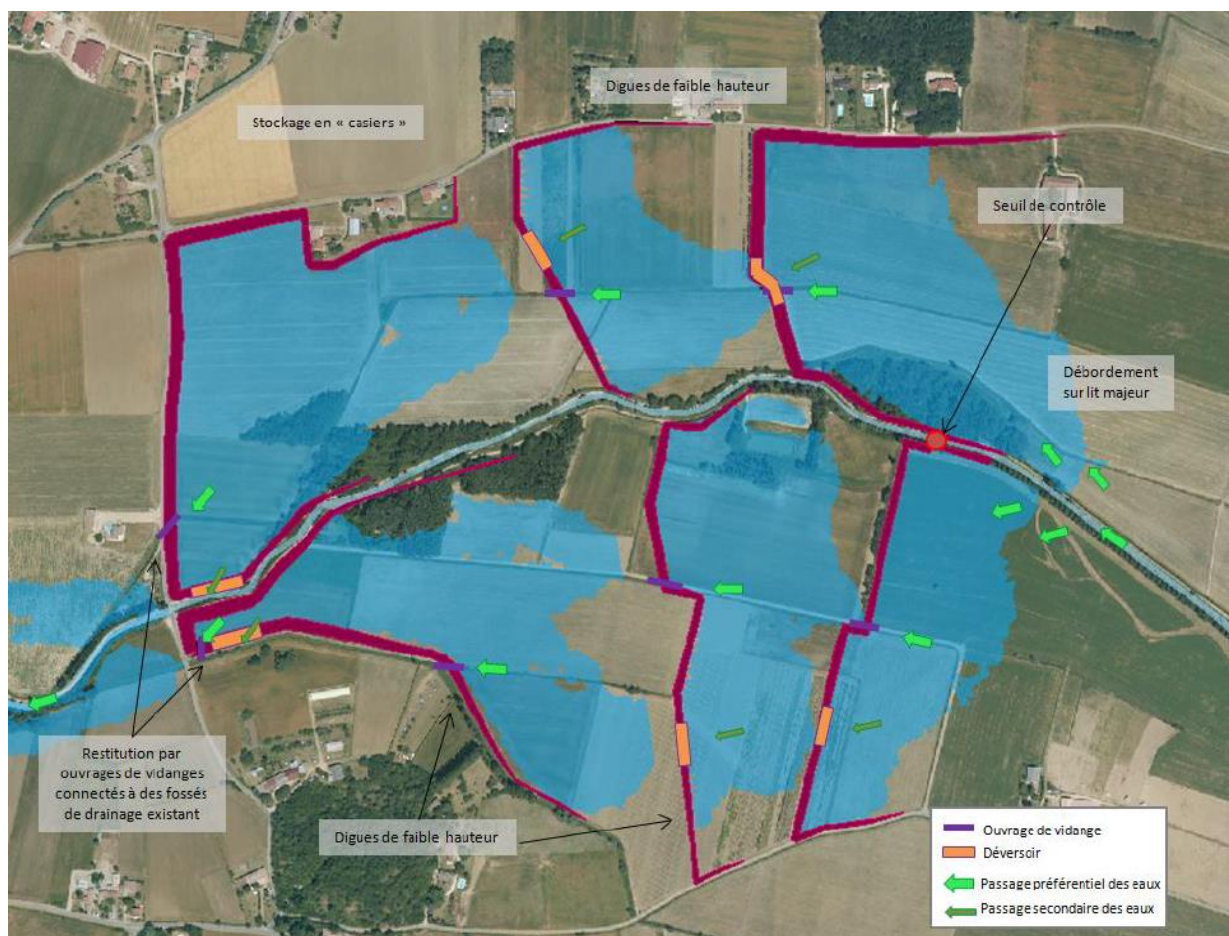 Digues de faible hauteur
Stockage en « casiers »
Seuil de contrôle
Débordement
sur lit majeur
Restitution par
ouvrages de vidanges
connectés à des fossés
de drainage existant
Digues de faible hauteur
Ouvrage de vidange
Déversoir
Passage préférentiel des eaux
Passage secondaire des eaux